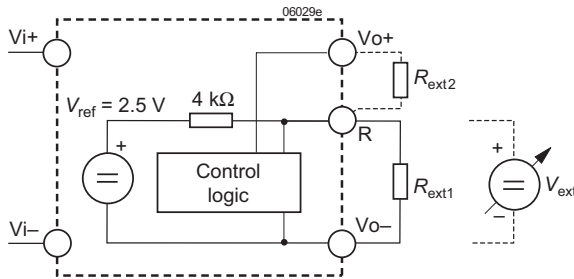 06029e
Vi+
Vo+
Rext2
Vref = 2.5 V
4 kΩ
R
+
+
Control
logic
Rext1
Vext
–
Vi–
Vo–